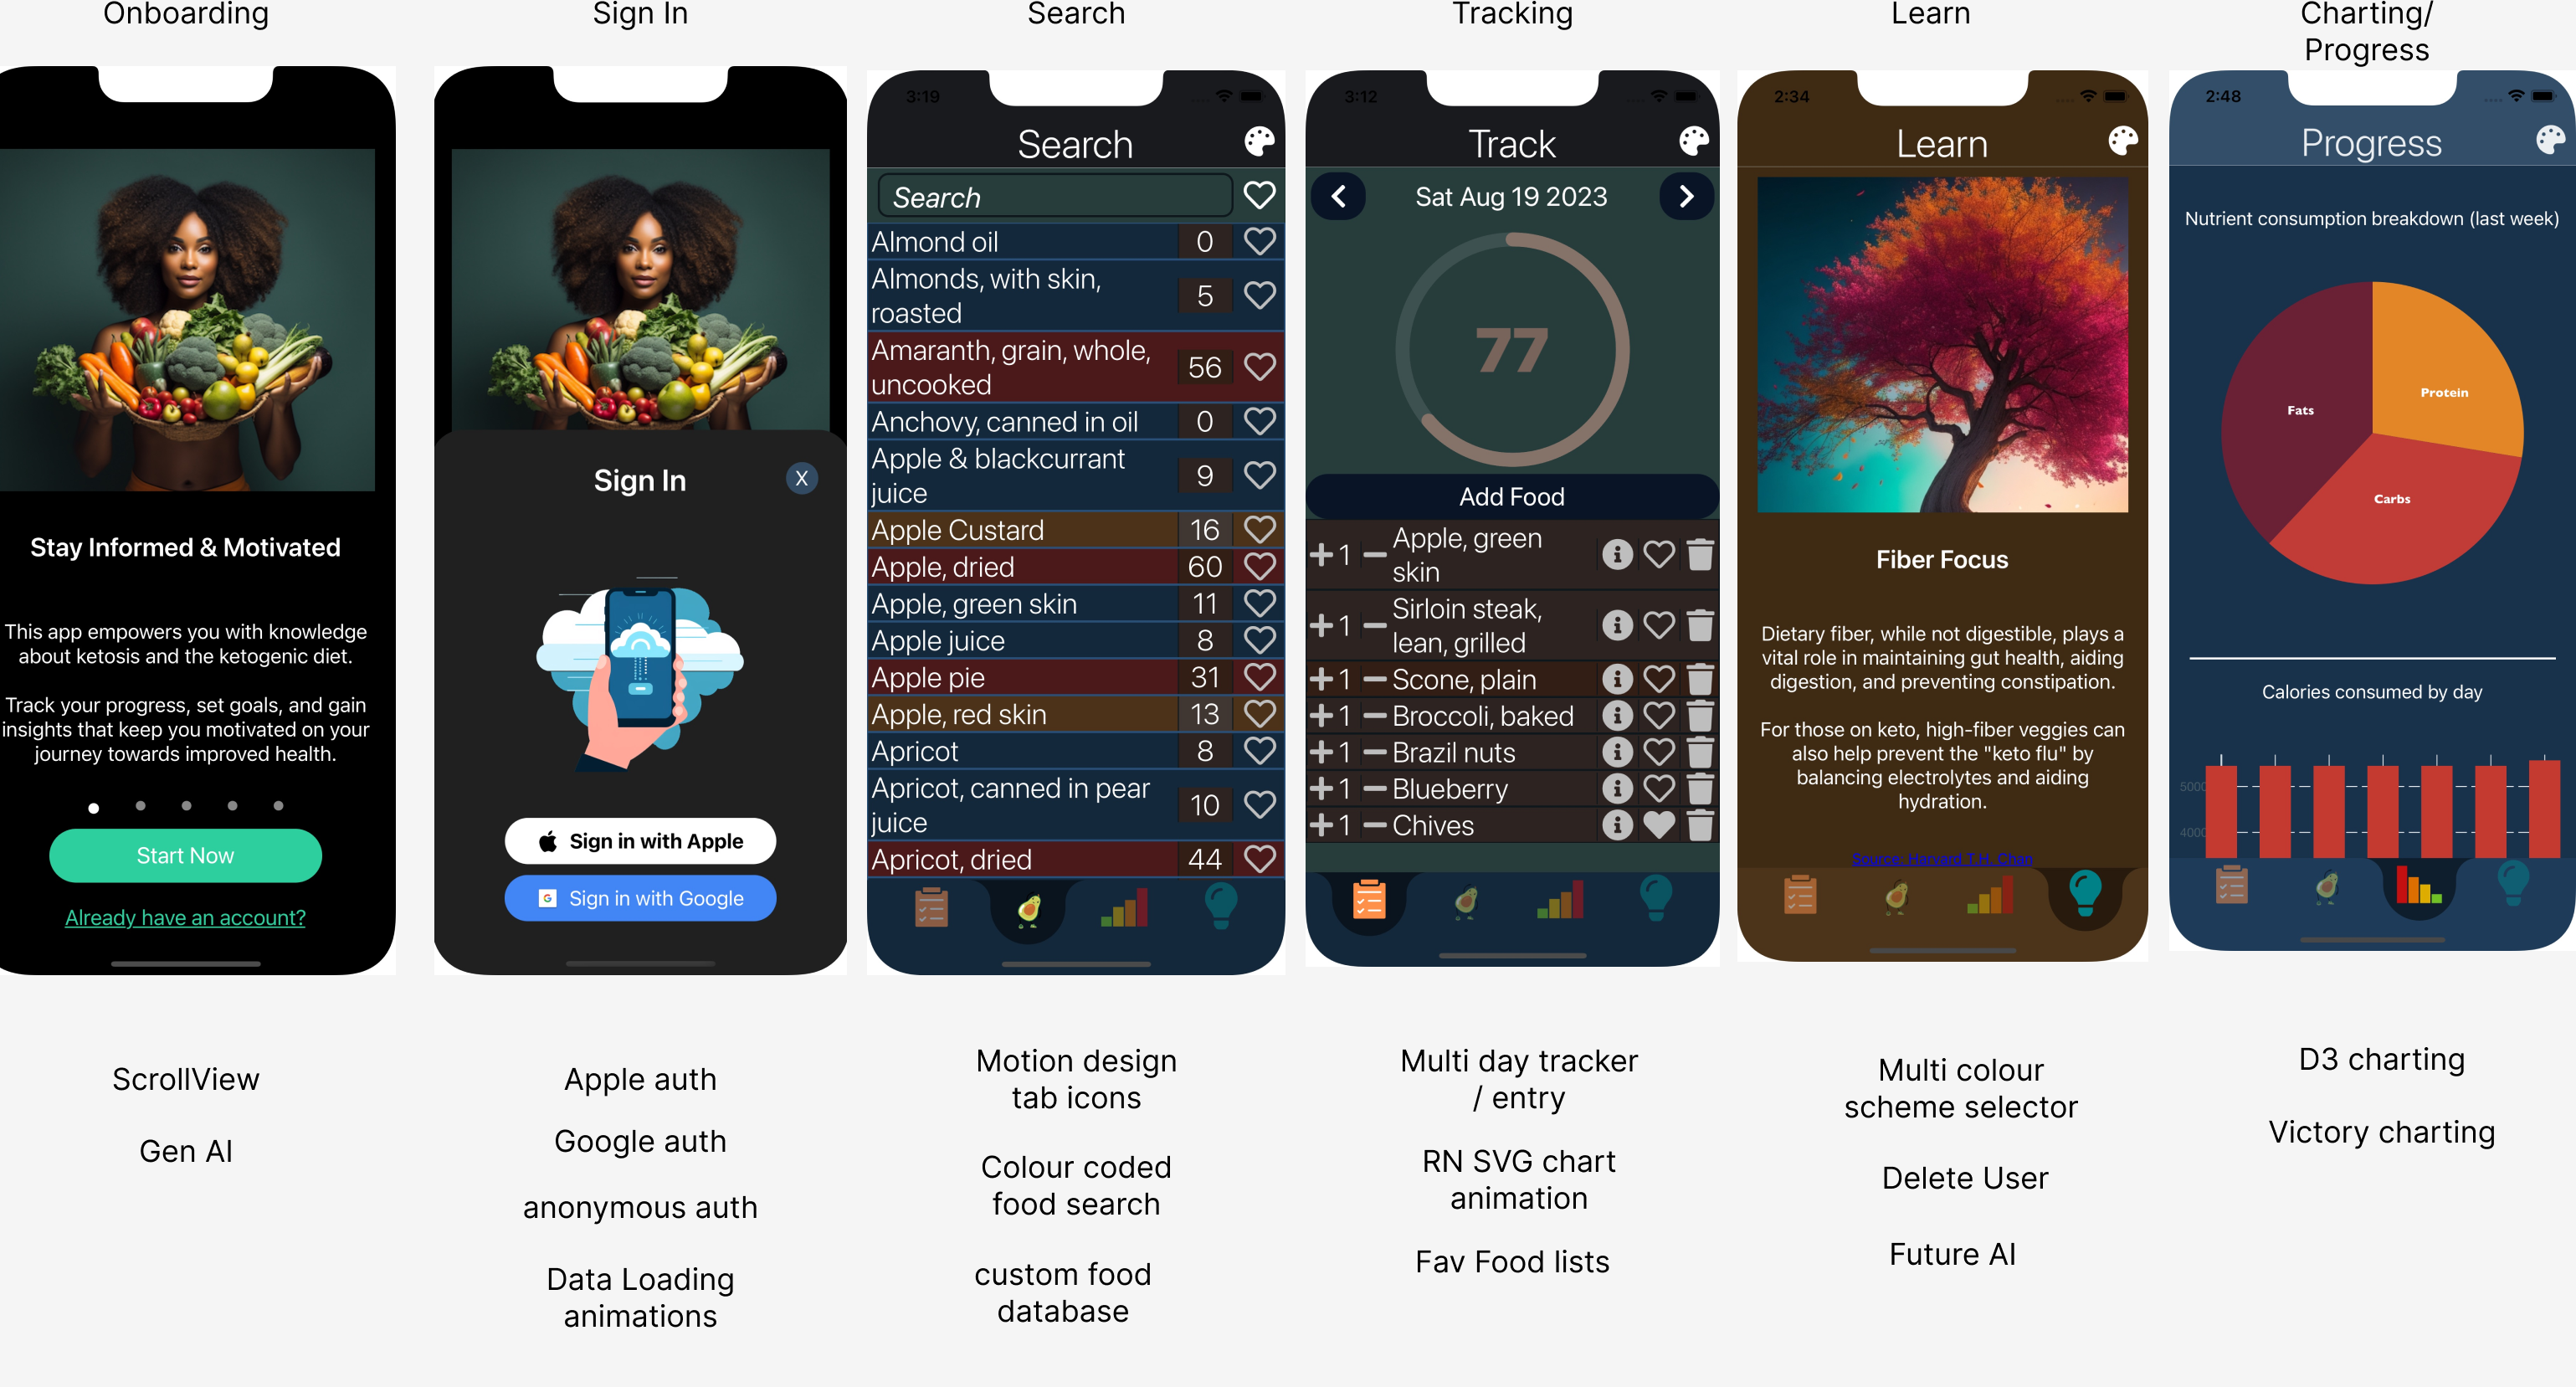 Onboarding
Stay Informed & Motivated
This app empowers you with knowledge
about ketosis and the ketogenic diet.
Track your progress, set goals, and gain
insights that keep you motivated on your
journey towards improved health.
Start Now
Already have an account?
ScrollView
Gen AI
Sign In
Sign In
X
Sign in with Apple
G Sign in with Google
Apple auth
Google auth
anonymous auth
Data Loading
animations
Search
3:19
Search
Search
Almond oil 0
Almonds, with skin,
roasted 5
Amaranth, grain, whole,
uncooked 56
Anchovy, canned in oil 0
Apple & blackcurrant
juice 9
Apple Custard 16
Apple, dried 60
Apple, green skin 11
Apple juice 8
Apple pie 31
Apple, red skin 13
Apricot 8
Apricot, canned in pear
juice 10
Apricot, dried 44
Motion design
tab icons
Colour coded
food search
custom food
database
Tracking
3:12
Track
Sat Aug 19 2023
77
Add Food
1 Apple, green
skin
1 Sirloin steak,
lean, grilled
1 Scone, plain
1 Broccoli, baked
1 Brazil nuts
1 Blueberry
1 Chives
Multi day tracker
/ entry
RN SVG chart
animation
Fav Food lists
Learn
2:34
Learn
Fiber Focus
Dietary fiber, while not digestible, plays a
vital role in maintaining gut health, aiding
digestion, and preventing constipation.
For those on keto, high-fiber veggies can
also help prevent the "keto flu" by
balancing electrolytes and aiding
hydration.
Source: Harvard T.H. Chan
Multi colour
scheme selector
Delete User
Future AI
Charting/
Progress
2:48
Progress
Nutrient consumption breakdown (last week)
Fats
Protein
Carbs
Calories consumed by day
5000
4000
D3 charting
Victory charting